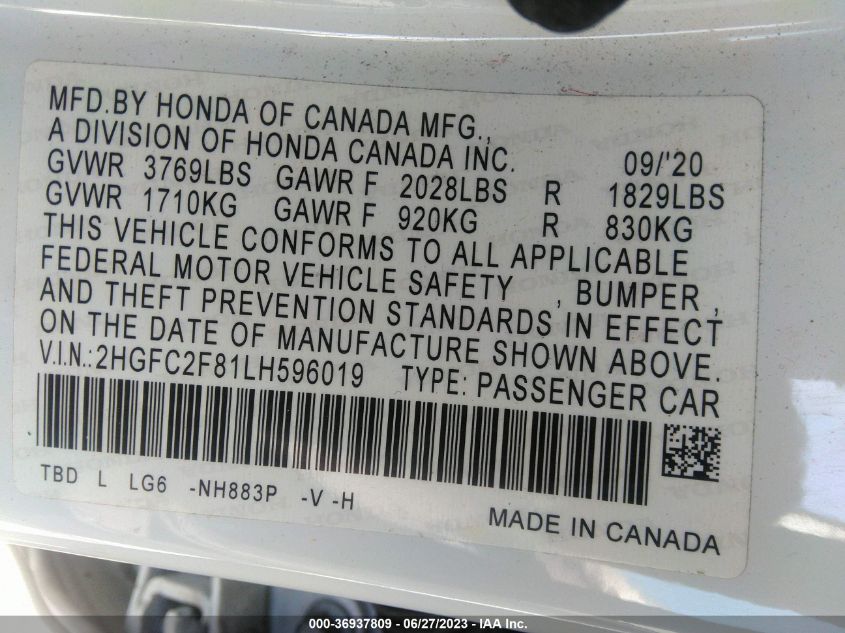 MFD.BY HONDA OF CANADA MFG.,
A DIVISION OF HONDA CANADA INC. 09/'20
GVWR 3769LBS GAWR F 2028LBS R 1829LBS
GVWR 1710KG GAWR F 920KG R 830KG
THIS VEHICLE CONFORMS TO ALL APPLICABLE
FEDERAL MOTOR VEHICLE SAFETY , BUMPER ,
AND THEFT PREVENTION STANDARDS IN EFFECT
ON THE DATE OF MANUFACTURE SHOWN ABOVE.
V.I.N.:2HGFC2F81LH596019 TYPE: PASSENGER CAR
TBD L LG6 -NH883P -V -H
MADE IN CANADA
000-36937809 - 06/27/2023 - IAA Inc.